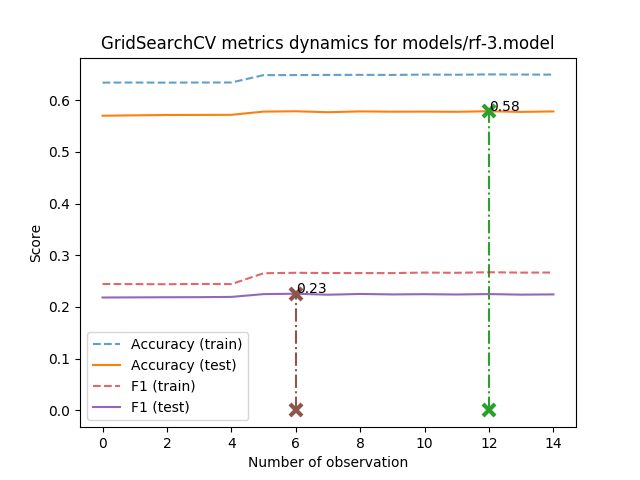 GridSearchCV metrics dynamics for models/rf-3.model
Score
0.6
0.5
0.4
0.3
0.2
0.1
0.0
0.58
0.23
Accuracy (train)
Accuracy (test)
F1 (train)
F1 (test)
0 2 4 6 8 10 12 14
Number of observation